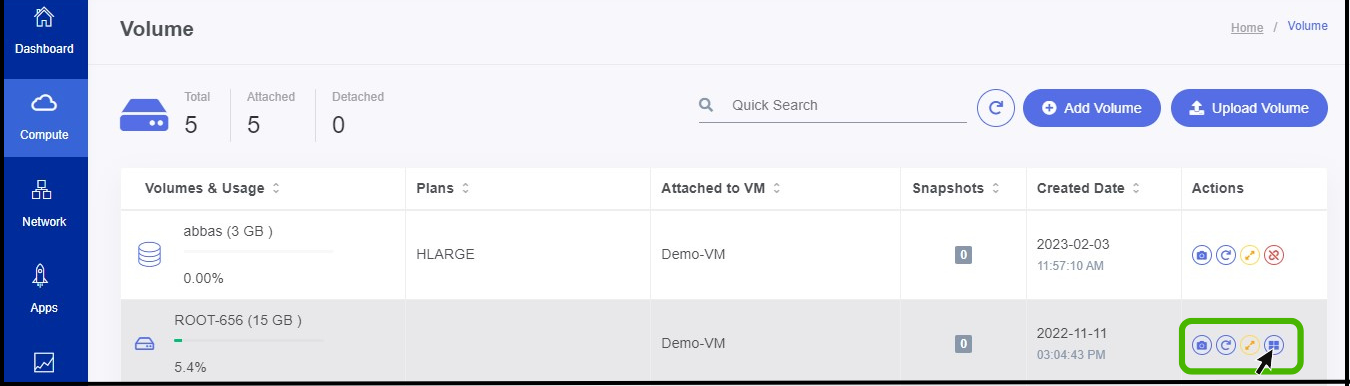 Dashboard
Compute
Network
Apps
Volume
Home / Volume
Total
5
Attached
5
Detached
0
Quick Search
Add Volume
Upload Volume
Volumes & Usage
Plans
Attached to VM
Snapshots
Created Date
Actions
abbas (3 GB )
0.00%
HLARGE
Demo-VM
0
2023-02-03
11:57:10 AM
ROOT-656 (15 GB )
5.4%
Demo-VM
0
2022-11-11
03:04:43 PM